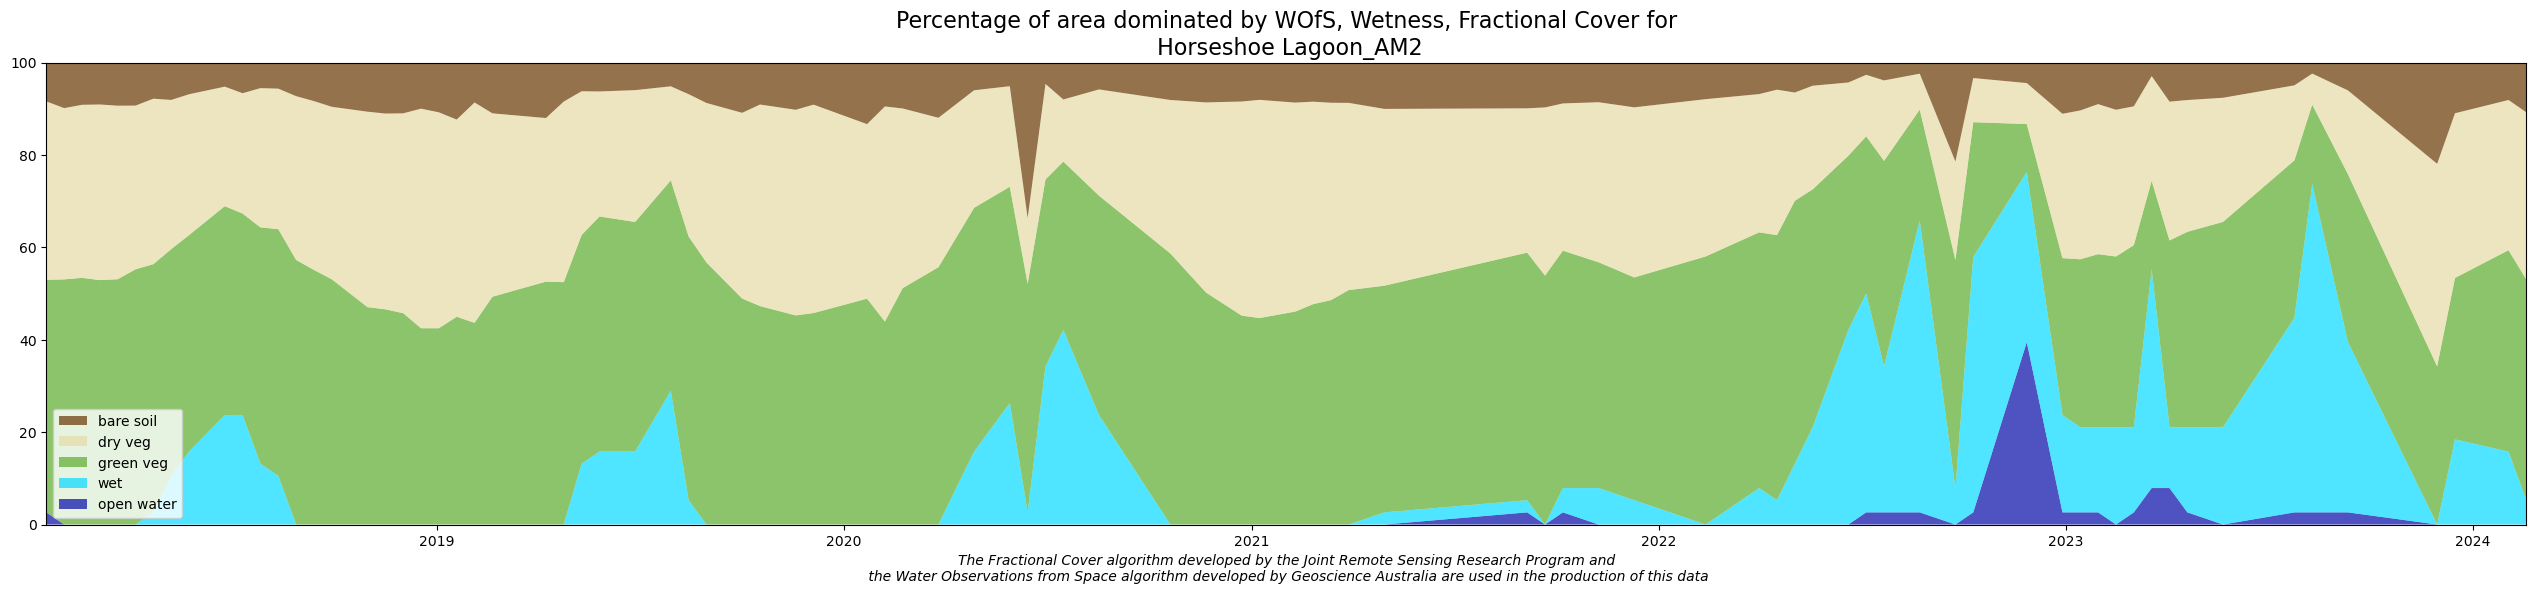 Percentage of area dominated by WOfS, Wetness, Fractional Cover for
Horseshoe Lagoon_AM2
100
80
60
40
20
0
bare soil
dry veg
green veg
wet
open water
2019
2020
2021
2022
2023
2024
The Fractional Cover algorithm developed by the Joint Remote Sensing Research Program and
the Water Observations from Space algorithm developed by Geoscience Australia are used in the production of this data